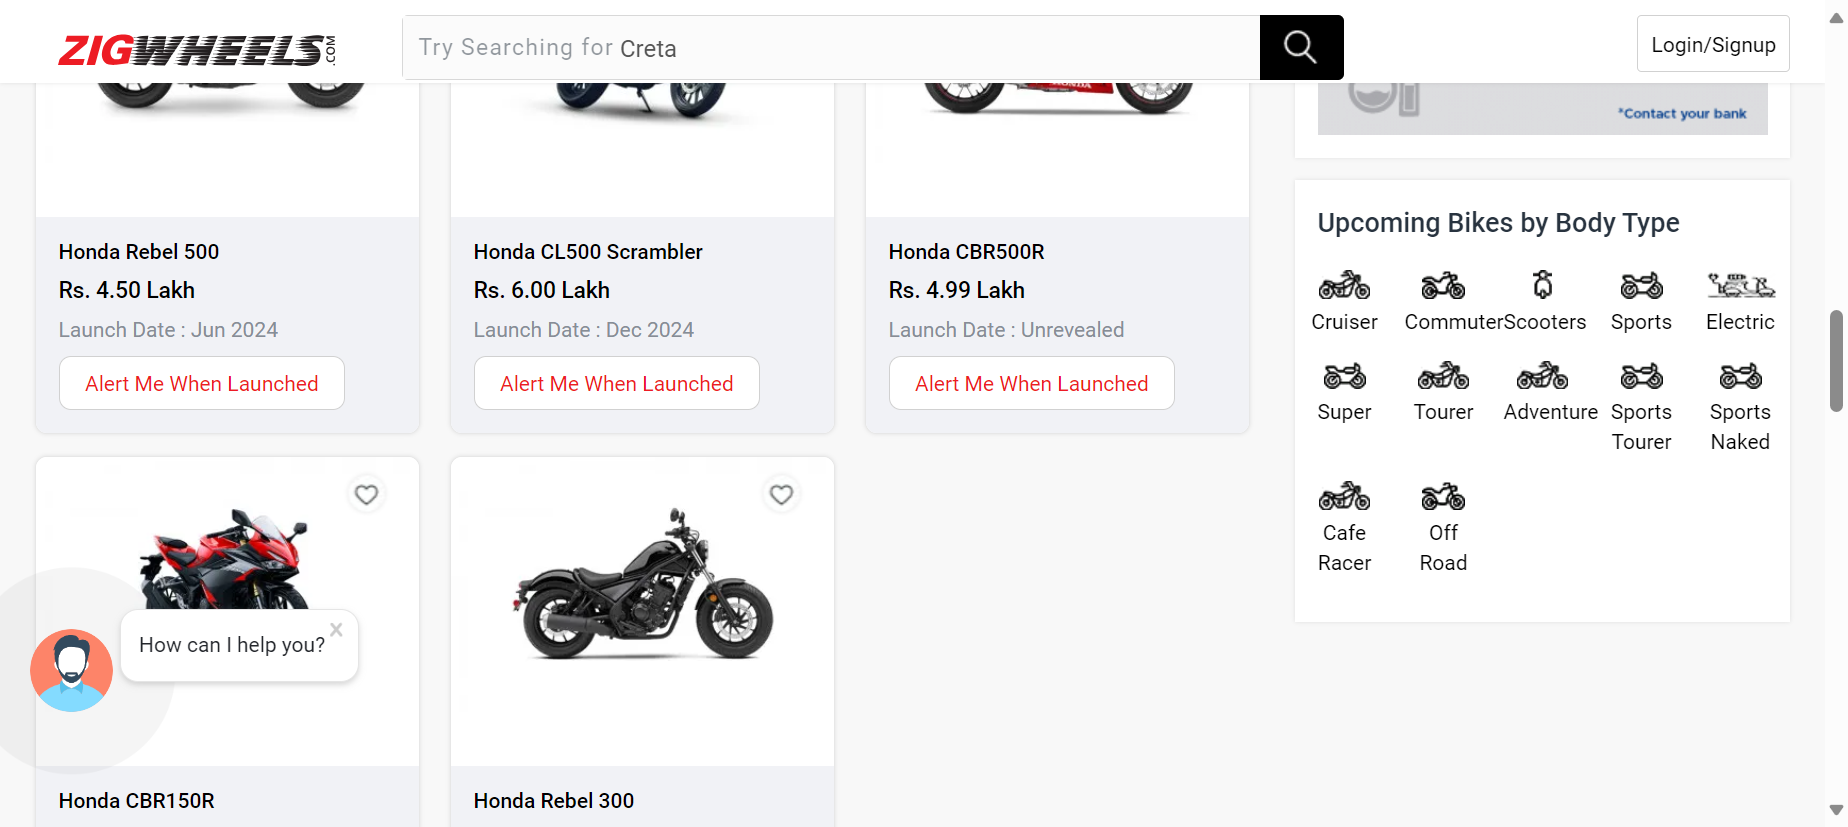 ZIGWHEELS.COM
Try Searching for Creta
Login/Signup
HONDA
*Contact your bank
Honda Rebel 500
Rs. 4.50 Lakh
Launch Date : Jun 2024
Alert Me When Launched
Honda CL500 Scrambler
Rs. 6.00 Lakh
Launch Date : Dec 2024
Alert Me When Launched
Honda CBR500R
Rs. 4.99 Lakh
Launch Date : Unrevealed
Alert Me When Launched
Upcoming Bikes by Body Type
Cruiser
Commuter
Scooters
Sports
Electric
Super
Tourer
Adventure
Sports
Tourer
Sports
Naked
Cafe
Racer
Off
Road
How can I help you?
Honda CBR150R
Honda Rebel 300